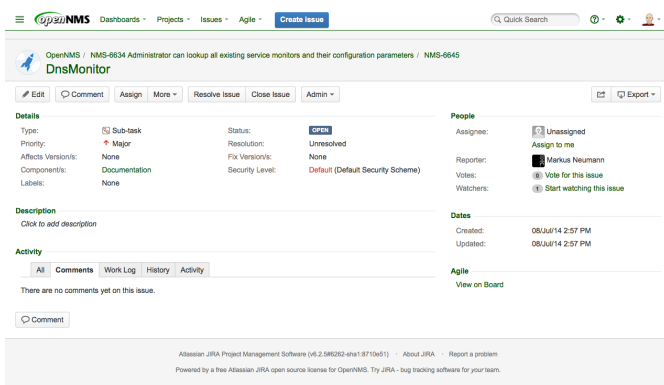 OpenNMS Dashboards Projects Issues Agile Create Issue Quick Search
OpenNMS / NMS-6634 Administrator can lookup all existing service monitors and their configuration parameters / NMS-6645
DnsMonitor
Edit Comment Assign More Resolve Issue Close Issue Admin Export
Details
Type: Sub-task Status: OPEN
Priority: Major Resolution: Unresolved
Affects Version/s: None Fix Version/s: None
Component/s: Documentation Security Level: Default (Default Security Scheme)
Labels: None
Description
Click to add description
Activity
All Comments Work Log History Activity
There are no comments yet on this issue.
Comment
People
Assignee: Unassigned
Assign to me
Reporter: Markus Neumann
Votes: 0 Vote for this issue
Watchers: 1 Start watching this issue
Dates
Created: 08/Jul/14 2:57 PM
Updated: 08/Jul/14 2:57 PM
Agile
View on Board
Atlassian JIRA Project Management Software (v6.2.5#6262-sha1:8710e51) · About JIRA · Report a problem
Powered by a free Atlassian JIRA open source license for OpenNMS. Try JIRA - bug tracking software for your team.